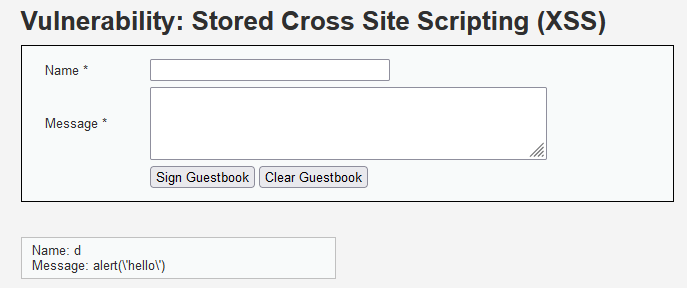 Vulnerability: Stored Cross Site Scripting (XSS)
Name *
Message *
Sign Guestbook Clear Guestbook
Name: d
Message: alert(\'hello\')